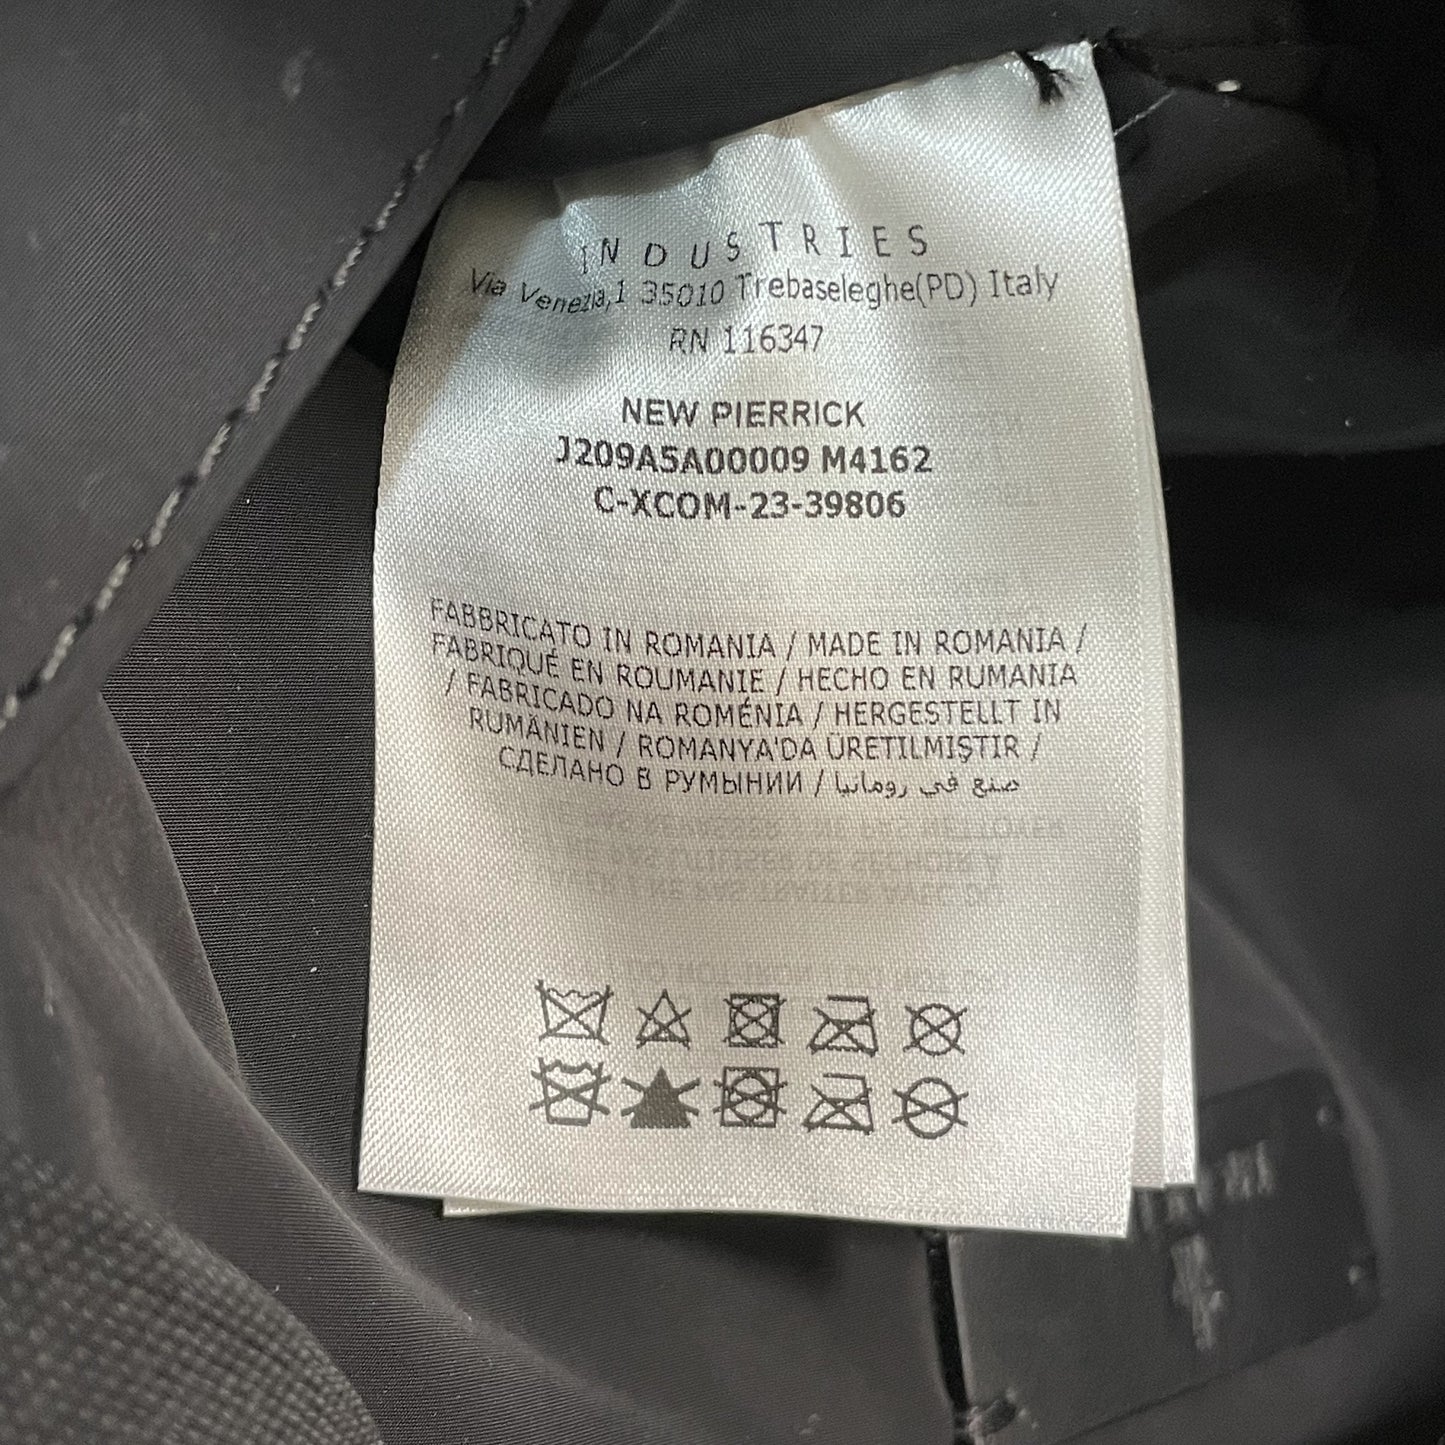 INDUSTRIES
Via Venezia,1 35010 Trebaseleghe(PD) Italy
RN 116347
NEW PIERRICK
J209A5A00009 M4162
C-XCOM-23-39806
FABBRICATO IN ROMANIA / MADE IN ROMANIA /
FABRIQUÉ EN ROUMANIE / HECHO EN RUMANIA
/ FABRICADO NA ROMÉNIA / HERGESTELLT IN
RUMÄNIEN / ROMANYA'DA ÜRETILMIŞTIR /
СДЕЛАНО В РУМЫНИИ / صنع في رومانيا